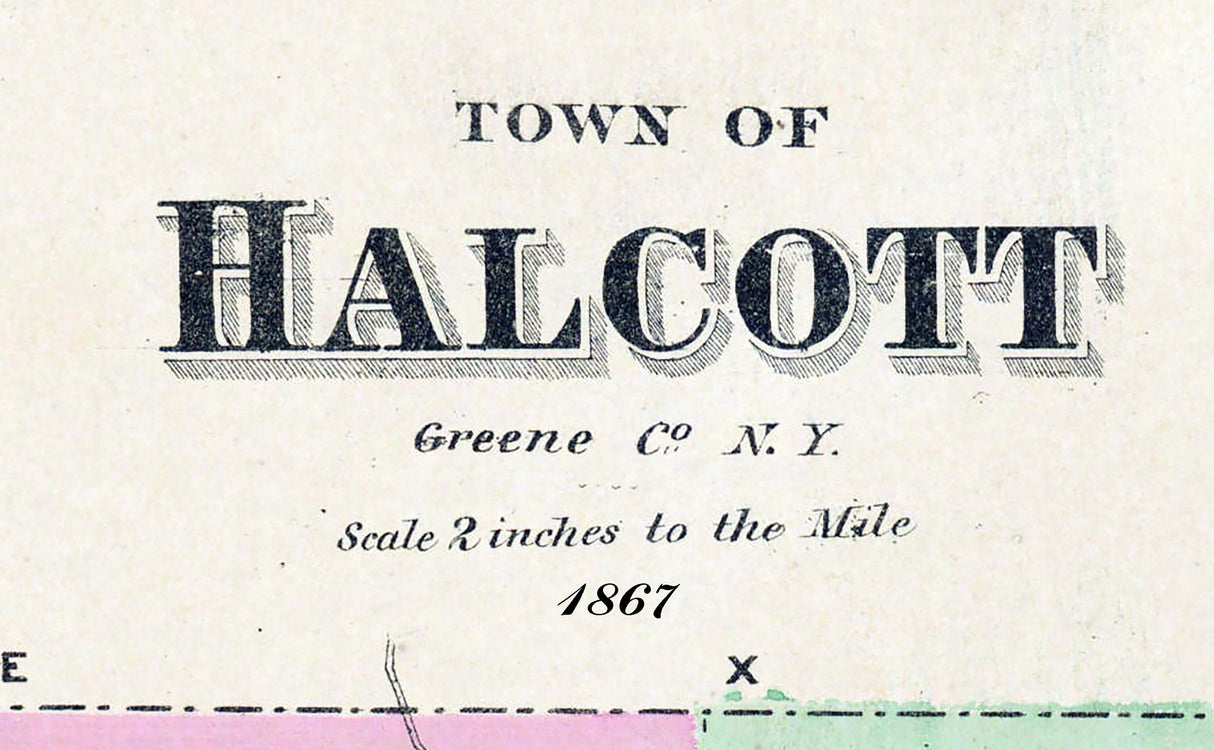 TOWN OF
HALCOTT
Greene Co. N. Y.
Scale 2 inches to the Mile
1867
E X